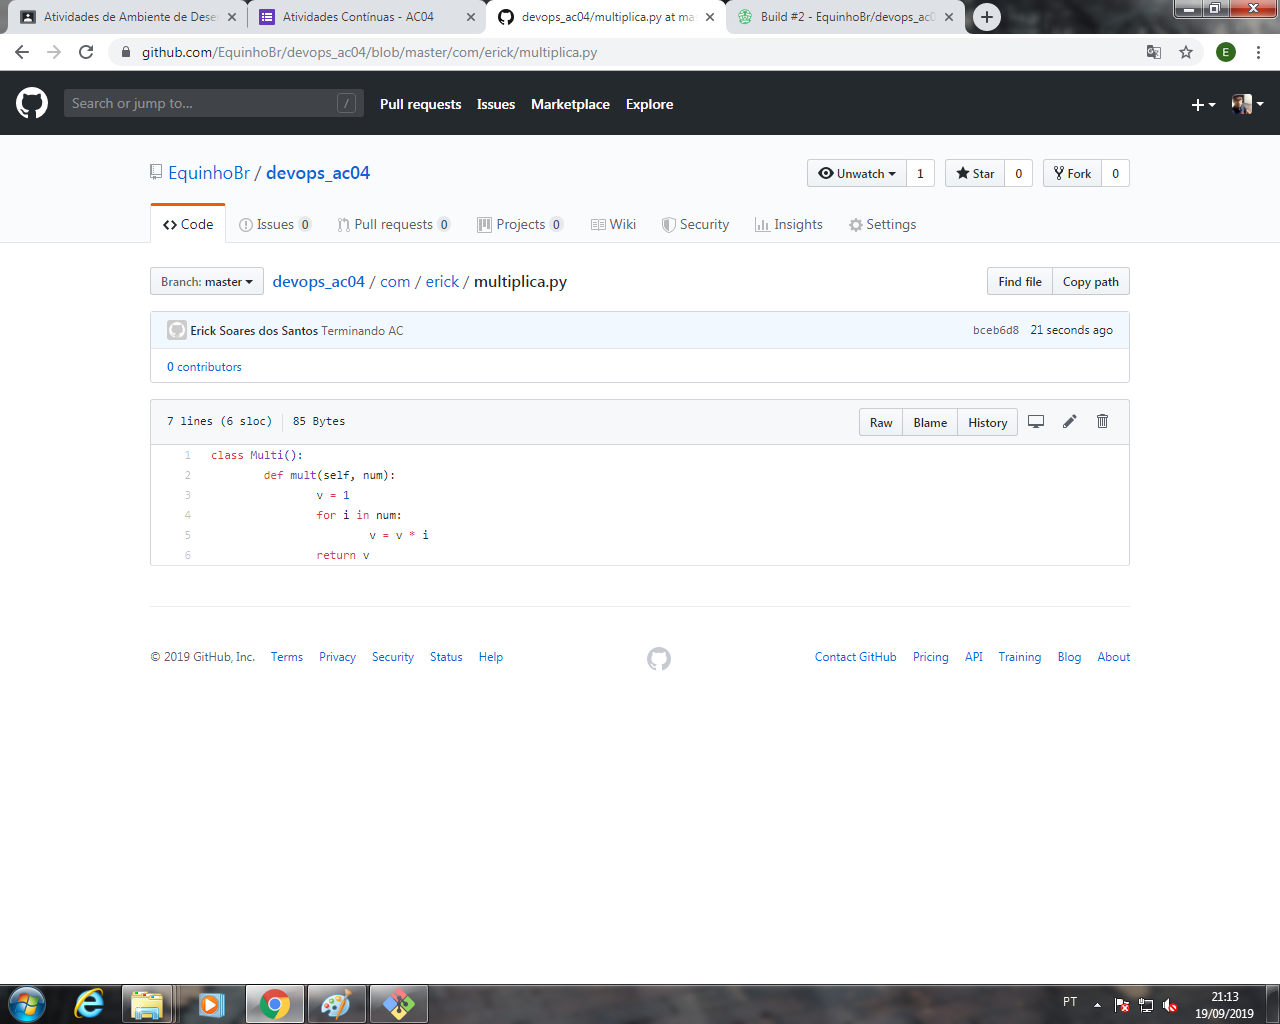 Atividades de Ambiente de Dese
Atividades Contínuas - AC04
devops_ac04/multiplica.py at ma
Build #2 - EquinhoBr/devops_ac0
github.com/EquinhoBr/devops_ac04/blob/master/com/erick/multiplica.py
E
Search or jump to...
/
Pull requests
Issues
Marketplace
Explore
EquinhoBr / devops_ac04
Unwatch 1
Star 0
Fork 0
Code
Issues 0
Pull requests 0
Projects 0
Wiki
Security
Insights
Settings
Branch: master
devops_ac04 / com / erick / multiplica.py
Find file
Copy path
Erick Soares dos Santos Terminando AC
bceb6d8 21 seconds ago
0 contributors
7 lines (6 sloc) 85 Bytes
Raw
Blame
History
1 class Multi():
2 def mult(self, num):
3 v = 1
4 for i in num:
5 v = v * i
6 return v
© 2019 GitHub, Inc.
Terms
Privacy
Security
Status
Help
Contact GitHub
Pricing
API
Training
Blog
About
PT
21:13
19/09/2019